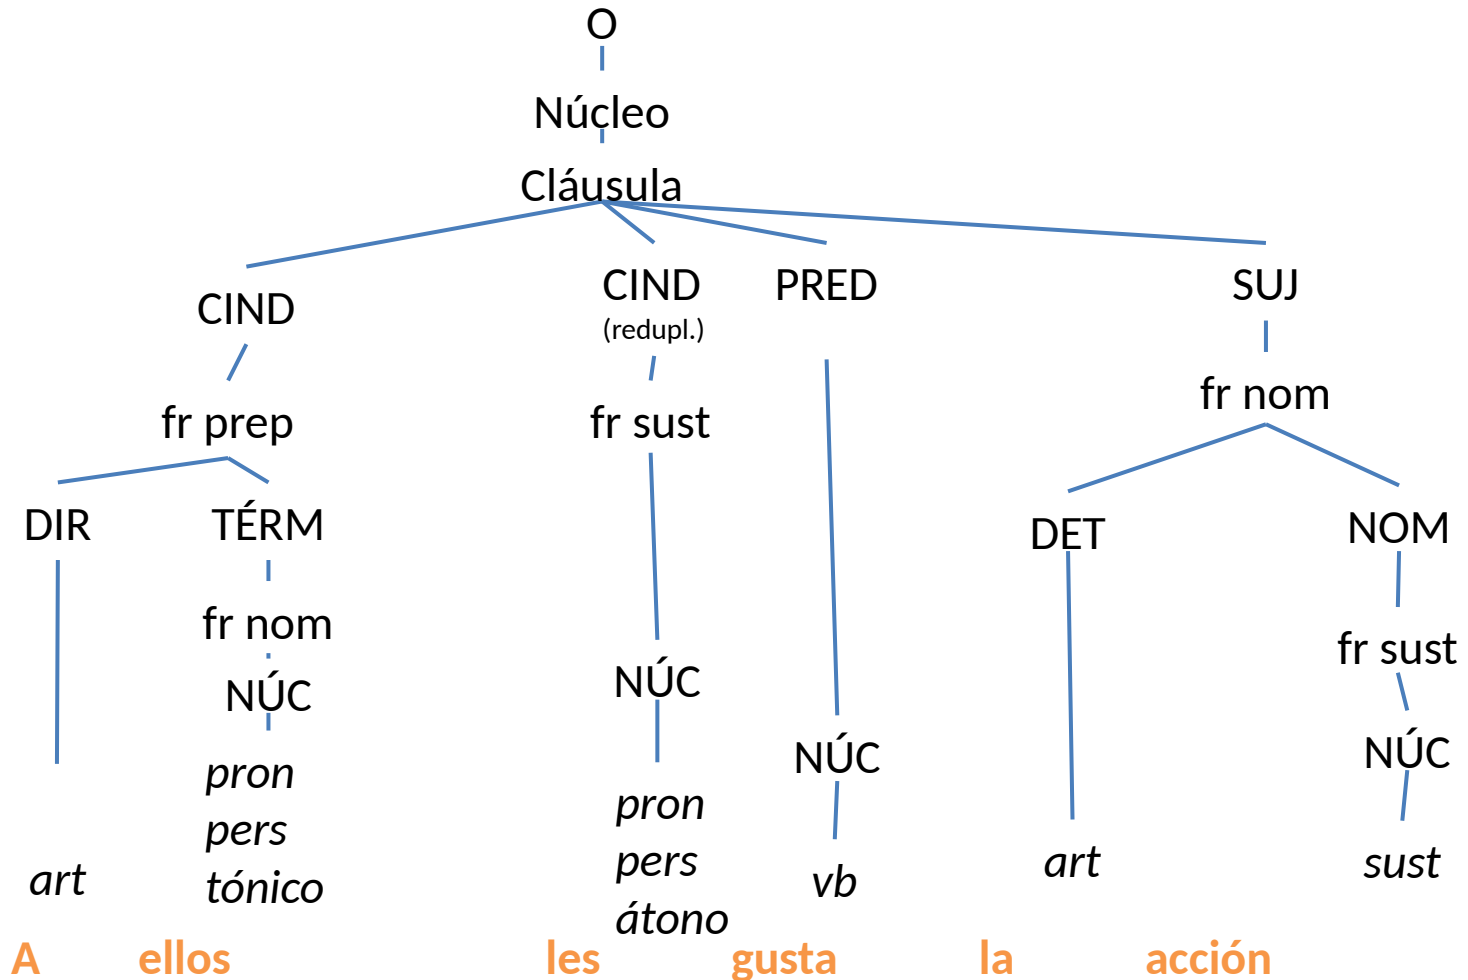 O
Núcleo
Cláusula
CIND CIND PRED SUJ
(redupl.)
fr prep fr sust fr nom
DIR TÉRM DET NOM
fr nom fr sust
NÚC NÚC NÚC NÚC
pron
pers
tónico
pron
pers
átono
art vb art sust
A ellos les gusta la acción